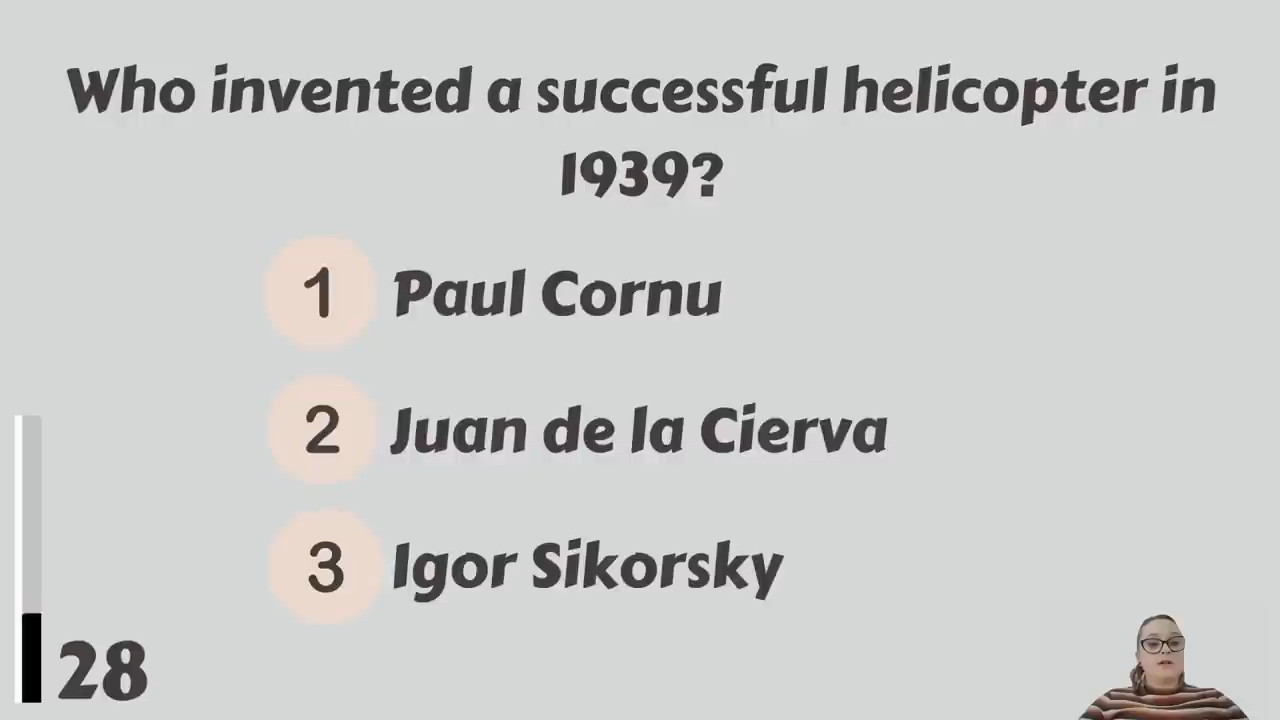 Who invented a successful helicopter in
1939?
1 Paul Cornu
2 Juan de la Cierva
3 Igor Sikorsky
28